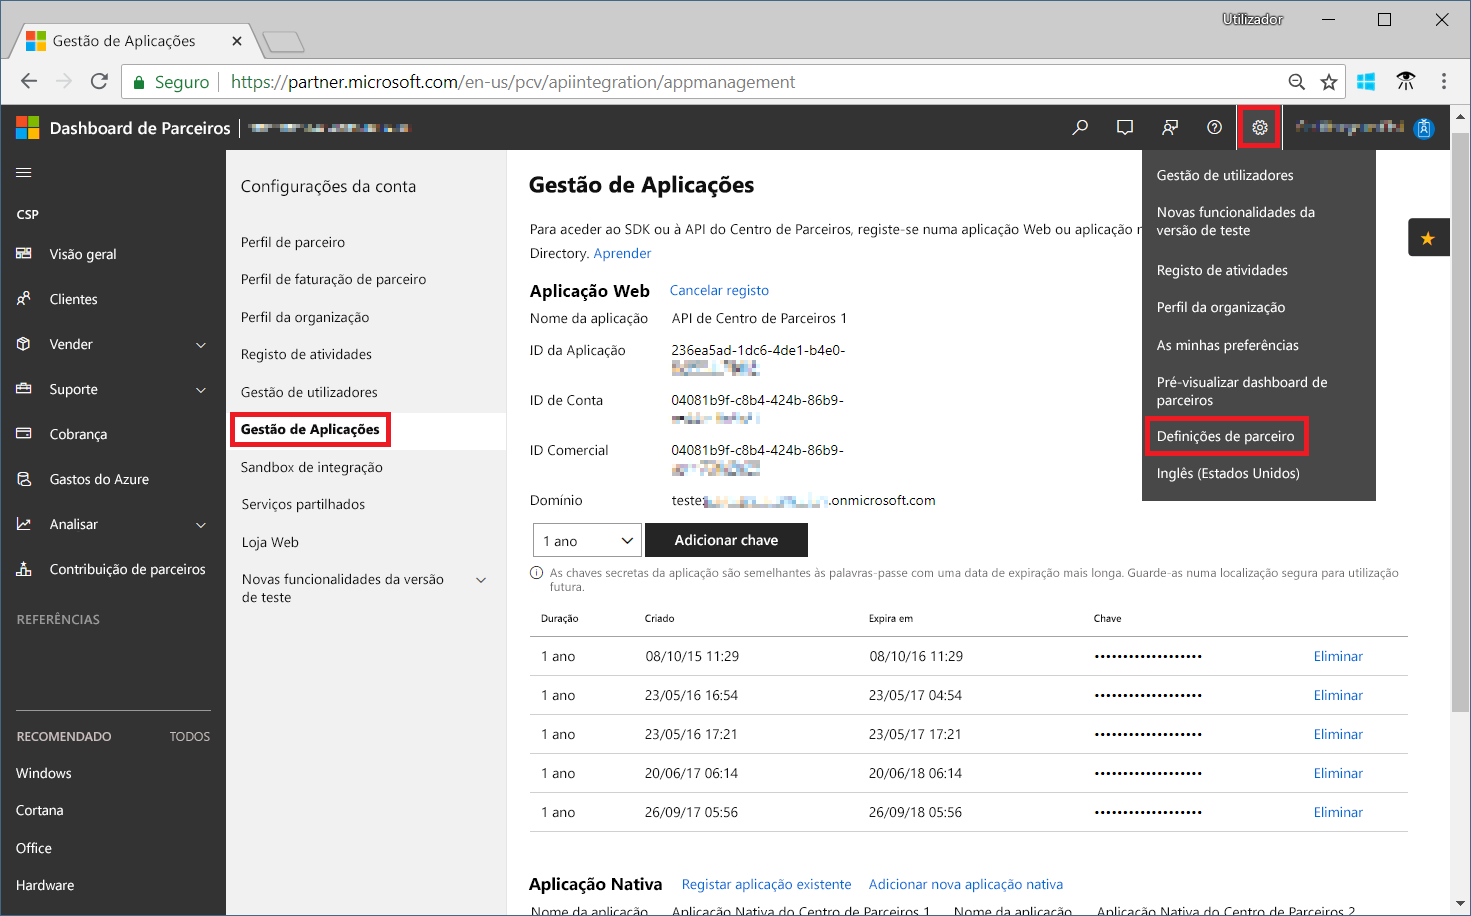 Utilizador
Gestão de Aplicações
Seguro
https://partner.microsoft.com/en-us/pcv/apiintegration/appmanagement
Dashboard de Parceiros
CSP
Visão geral
Clientes
Vender
Suporte
Cobrança
Gastos do Azure
Analisar
Contribuição de parceiros
REFERÊNCIAS
RECOMENDADO TODOS
Windows
Cortana
Office
Hardware
Configurações da conta
Perfil de parceiro
Perfil de faturação de parceiro
Perfil da organização
Registo de atividades
Gestão de utilizadores
Gestão de Aplicações
Sandbox de integração
Serviços partilhados
Loja Web
Novas funcionalidades da versão
de teste
Gestão de Aplicações
Para aceder ao SDK ou à API do Centro de Parceiros, registe-se numa aplicação Web ou aplicação
Directory. Aprender
Aplicação Web Cancelar registo
Nome da aplicação API de Centro de Parceiros 1
ID da Aplicação 236ea5ad-1dc6-4de1-b4e0-
ID de Conta 04081b9f-c8b4-424b-86b9-
ID Comercial 04081b9f-c8b4-424b-86b9-
Domínio teste .onmicrosoft.com
1 ano Adicionar chave
As chaves secretas da aplicação são semelhantes às palavras-passe com uma data de expiração mais longa. Guarde-as numa localização segura para utilização
futura.
Duração Criado Expira em Chave
1 ano 08/10/15 11:29 08/10/16 11:29 ••••••••••••••••••• Eliminar
1 ano 23/05/16 16:54 23/05/17 04:54 ••••••••••••••••••• Eliminar
1 ano 23/05/16 17:21 23/05/17 17:21 ••••••••••••••••••• Eliminar
1 ano 20/06/17 06:14 20/06/18 06:14 ••••••••••••••••••• Eliminar
1 ano 26/09/17 05:56 26/09/18 05:56 ••••••••••••••••••• Eliminar
Aplicação Nativa Registar aplicação existente Adicionar nova aplicação nativa
Nome da aplicação Aplicação Nativa do Centro de Parceiros 1 Nome da aplicação Aplicação Nativa do Centro de Parceiros 2
Gestão de utilizadores
Novas funcionalidades da
versão de teste
Registo de atividades
Perfil da organização
As minhas preferências
Pré-visualizar dashboard de
parceiros
Definições de parceiro
Inglês (Estados Unidos)